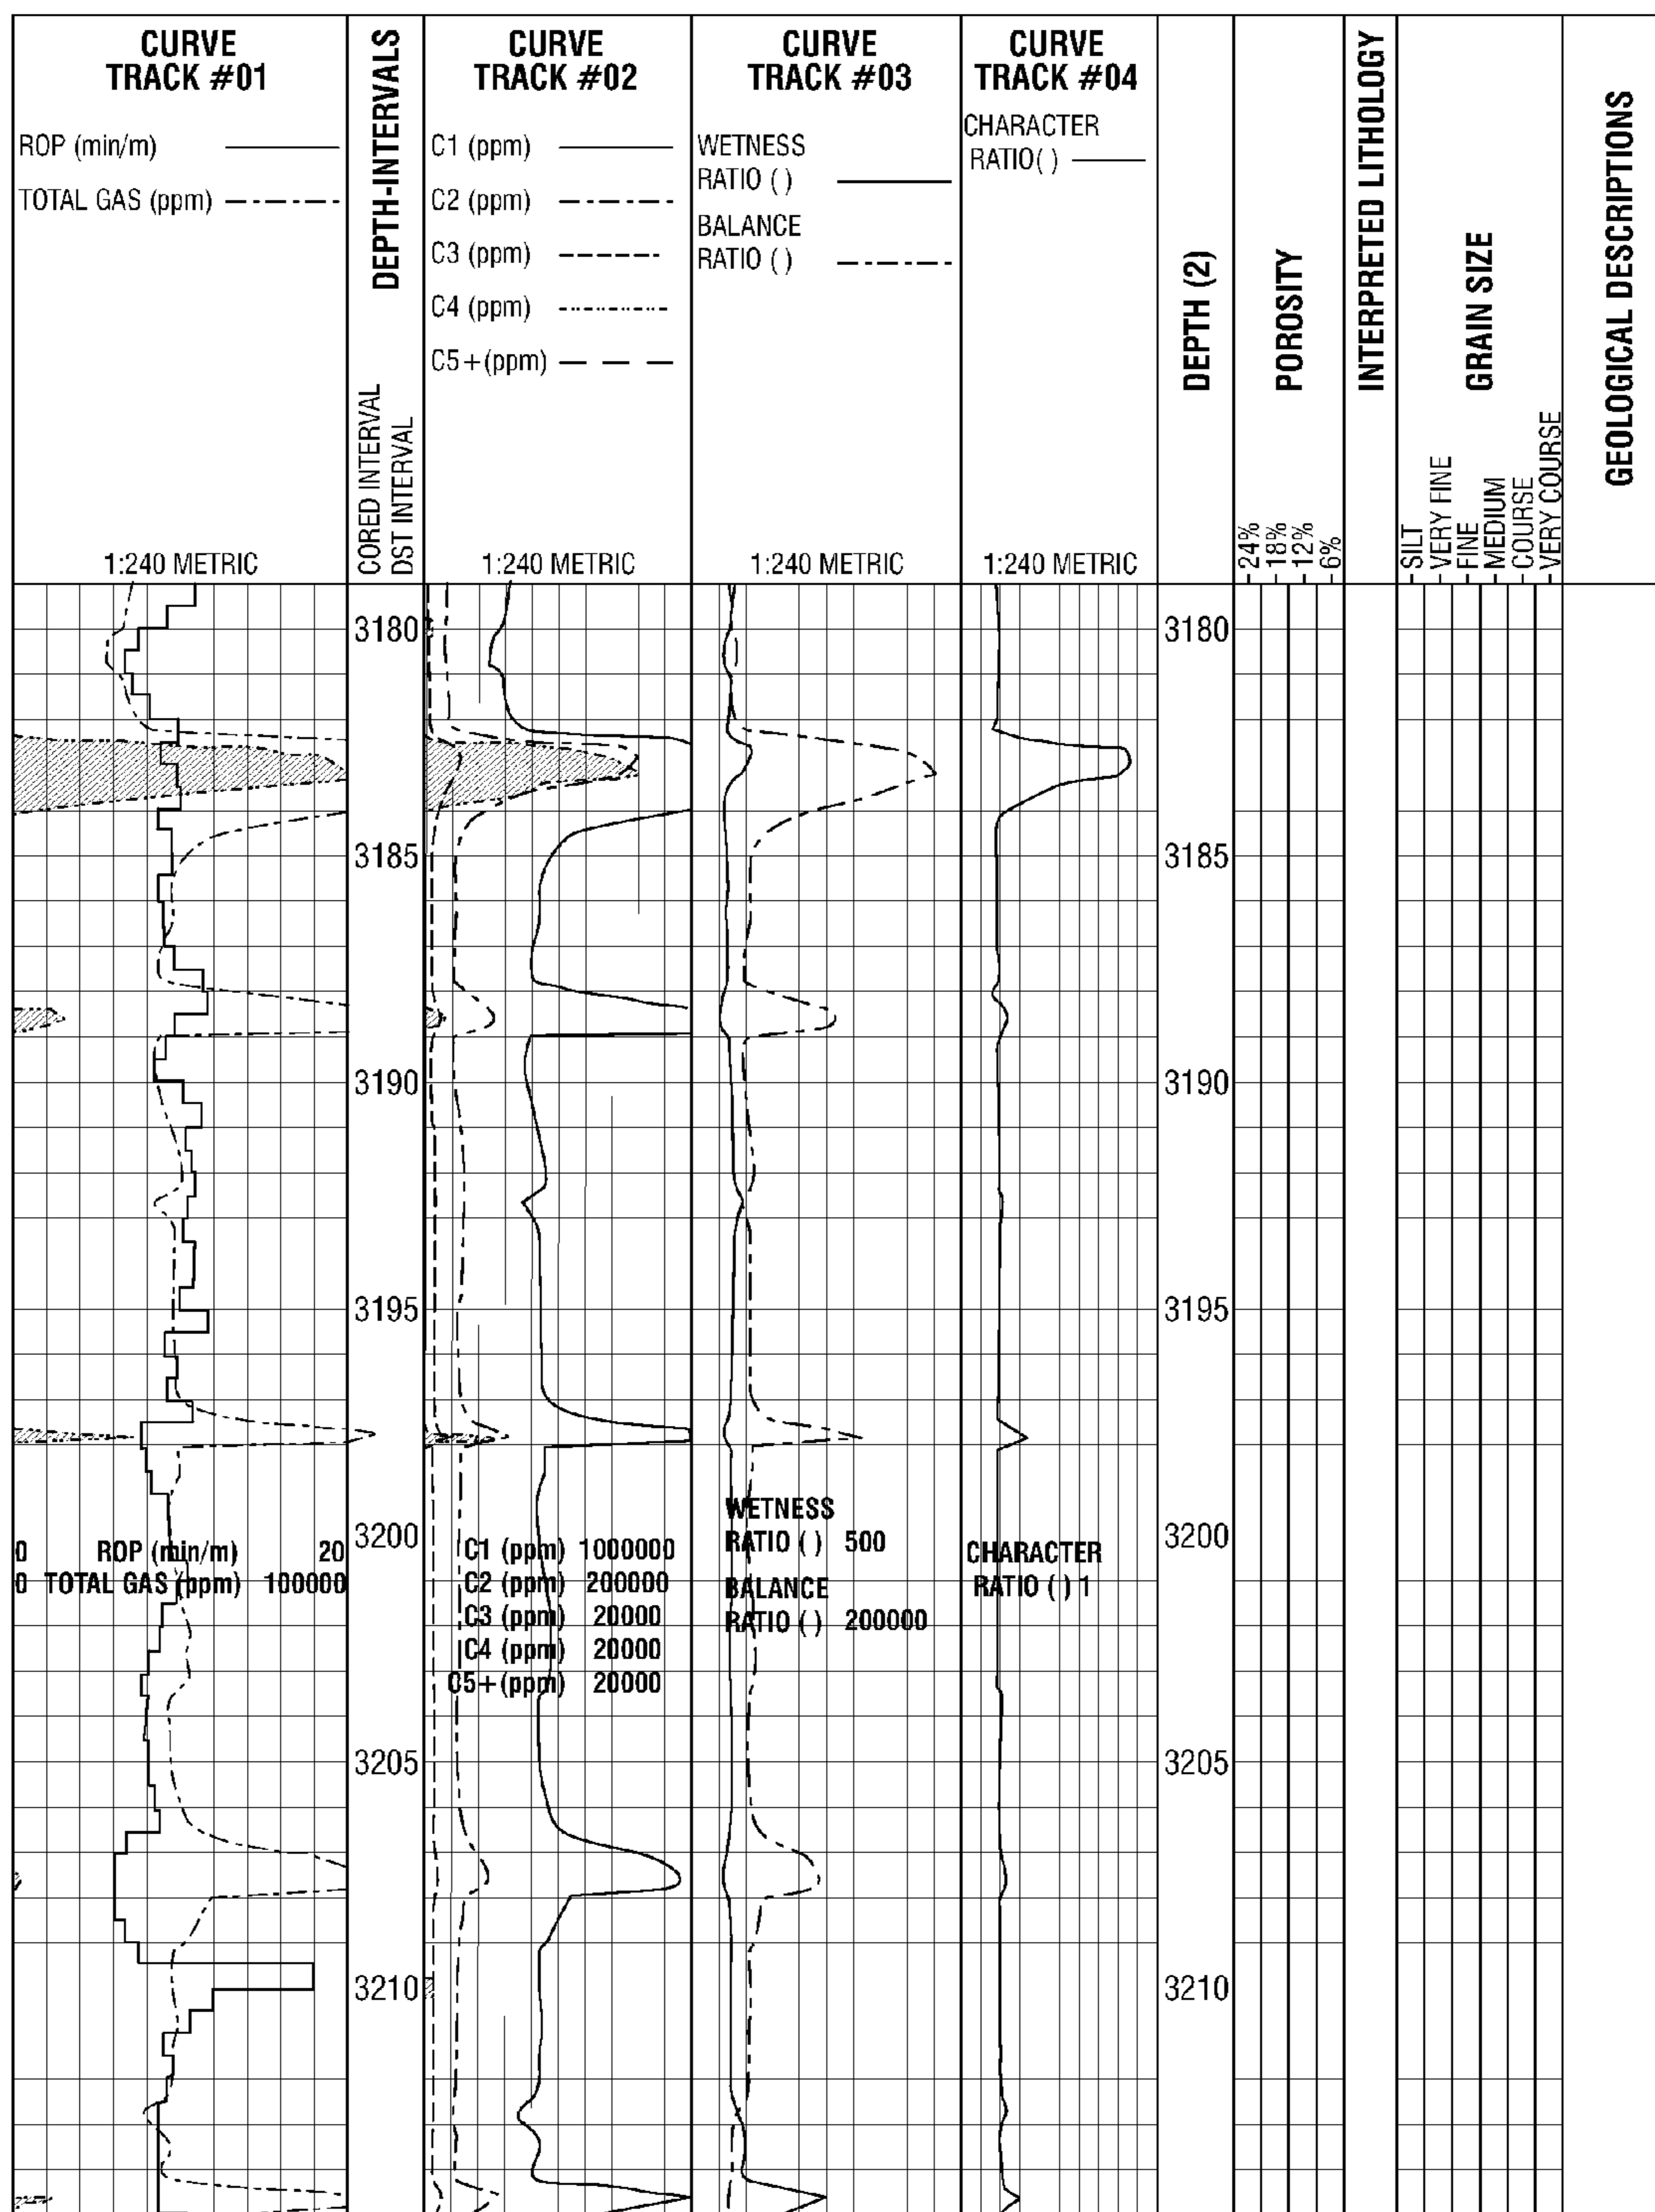 CURVE
TRACK #01
ROP (min/m)
TOTAL GAS (ppm)
1:240 METRIC
DEPTH-INTERVALS
CORED INTERVAL
DST INTERVAL
CURVE
TRACK #02
C1 (ppm)
C2 (ppm)
C3 (ppm)
C4 (ppm)
C5+(ppm)
1:240 METRIC
CURVE
TRACK #03
WETNESS
RATIO ( )
BALANCE
RATIO ( )
1:240 METRIC
CURVE
TRACK #04
CHARACTER
RATIO( )
1:240 METRIC
DEPTH (2)
POROSITY
24%
18%
12%
6%
INTERPRETED LITHOLOGY
GRAIN SIZE
SILT
VERY FINE
FINE
MEDIUM
COURSE
VERY COURSE
GEOLOGICAL DESCRIPTIONS
3180 3180
3185 3185
3190 3190
3195 3195
3200 3200
0 ROP (min/m) 20
0 TOTAL GAS (ppm) 100000
C1 (ppm) 1000000
C2 (ppm) 200000
C3 (ppm) 20000
C4 (ppm) 20000
C5+(ppm) 20000
WETNESS
RATIO ( ) 500
BALANCE
RATIO ( ) 200000
CHARACTER
RATIO ( ) 1
3205 3205
3210 3210